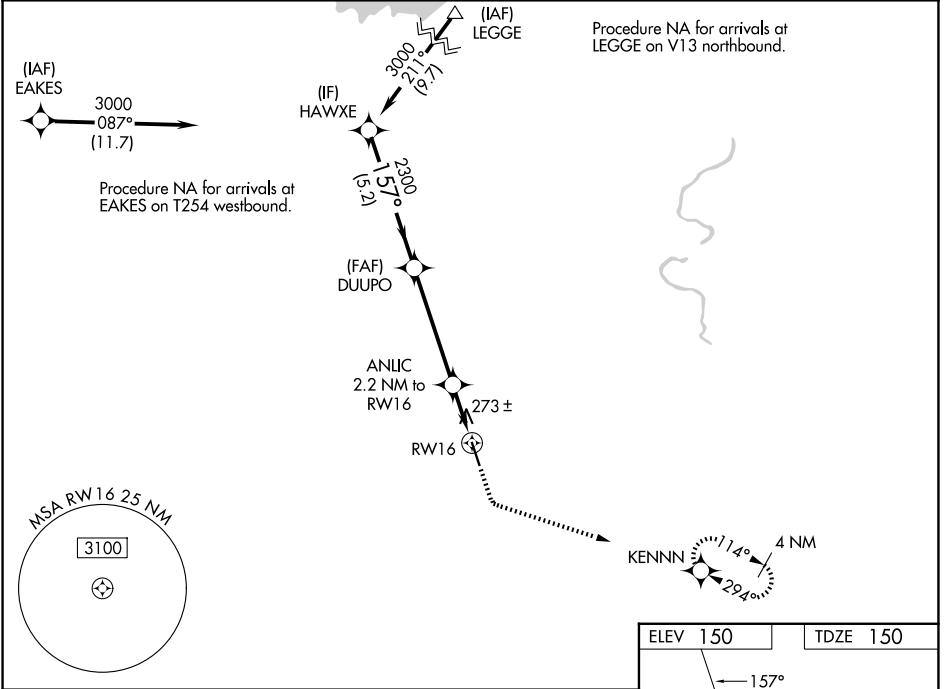 (IAF)
LEGGE
Procedure NA for arrivals at
LEGGE on V13 northbound.
3000
211°
(9.7)
(IAF)
EAKES
3000
087°
(11.7)
(IF)
HAWXE
Procedure NA for arrivals at
EAKES on T254 westbound.
2300
157°
(5.2)
(FAF)
DUUPO
ANLIC
2.2 NM to
RW16
273 ±
RW16
MSA RW16 25 NM
3100
KENNN
114°
4 NM
294°
ELEV 150
TDZE 150
157°